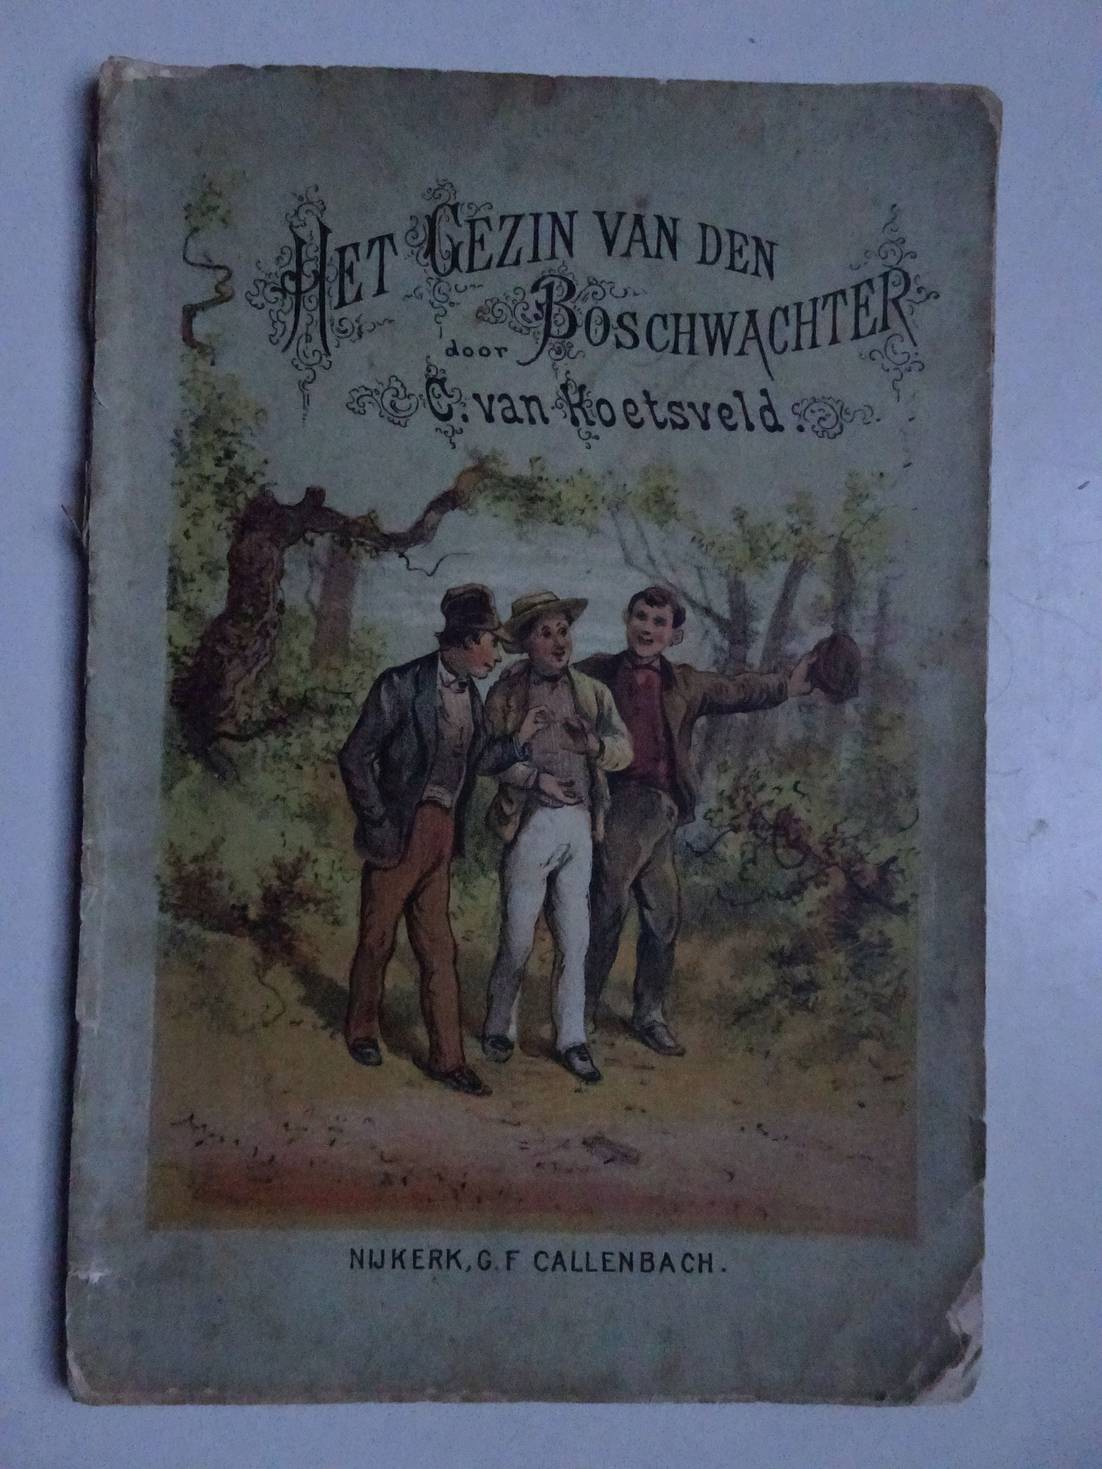 HET GEZIN VAN DEN
BOSCHWACHTER
door
C. van Koetsveld.
NIJKERK, G. F CALLENBACH.